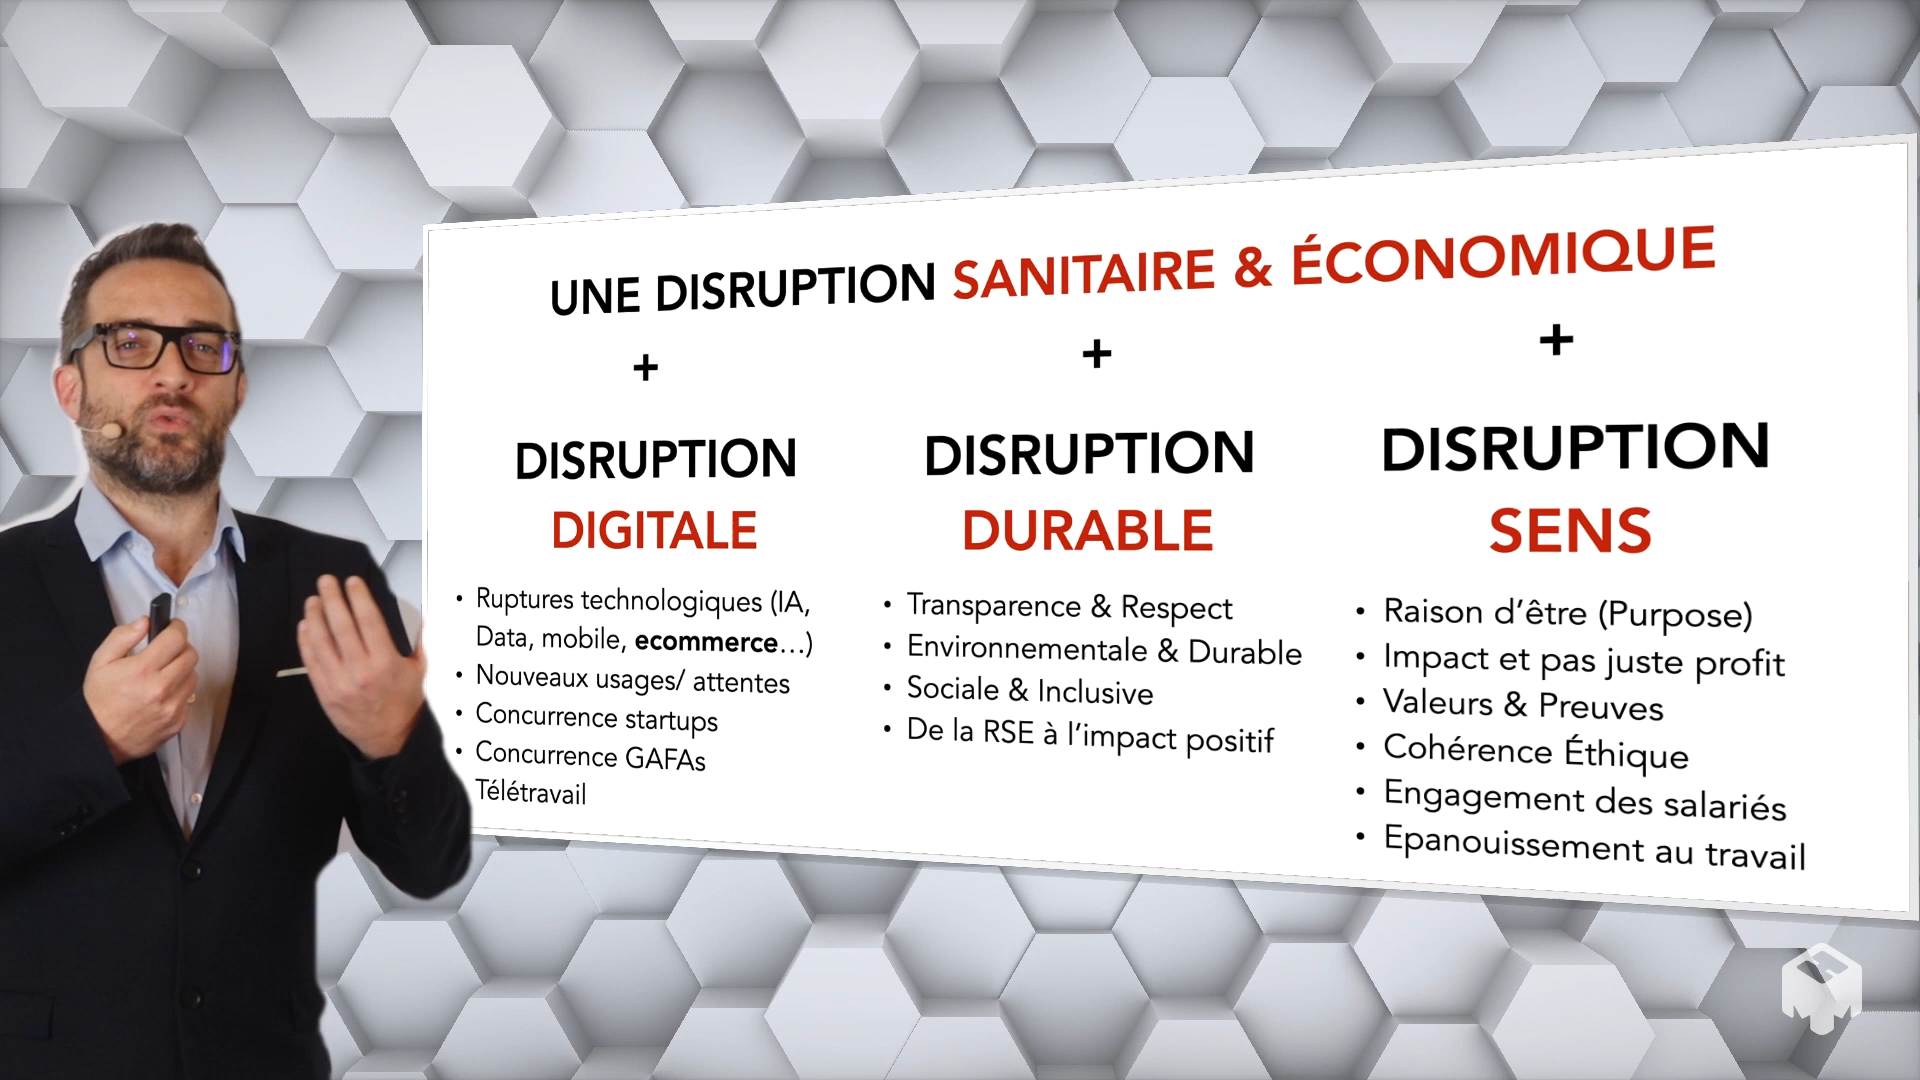 UNE DISRUPTION SANITAIRE & ÉCONOMIQUE
+ + +
DISRUPTION
DIGITALE
• Ruptures technologiques (IA,
Data, mobile, ecommerce…)
• Nouveaux usages/ attentes
• Concurrence startups
• Concurrence GAFAs
Télétravail
DISRUPTION
DURABLE
• Transparence & Respect
• Environnementale & Durable
• Sociale & Inclusive
• De la RSE à l’impact positif
DISRUPTION
SENS
• Raison d’être (Purpose)
• Impact et pas juste profit
• Valeurs & Preuves
• Cohérence Éthique
• Engagement des salariés
• Epanouissement au travail